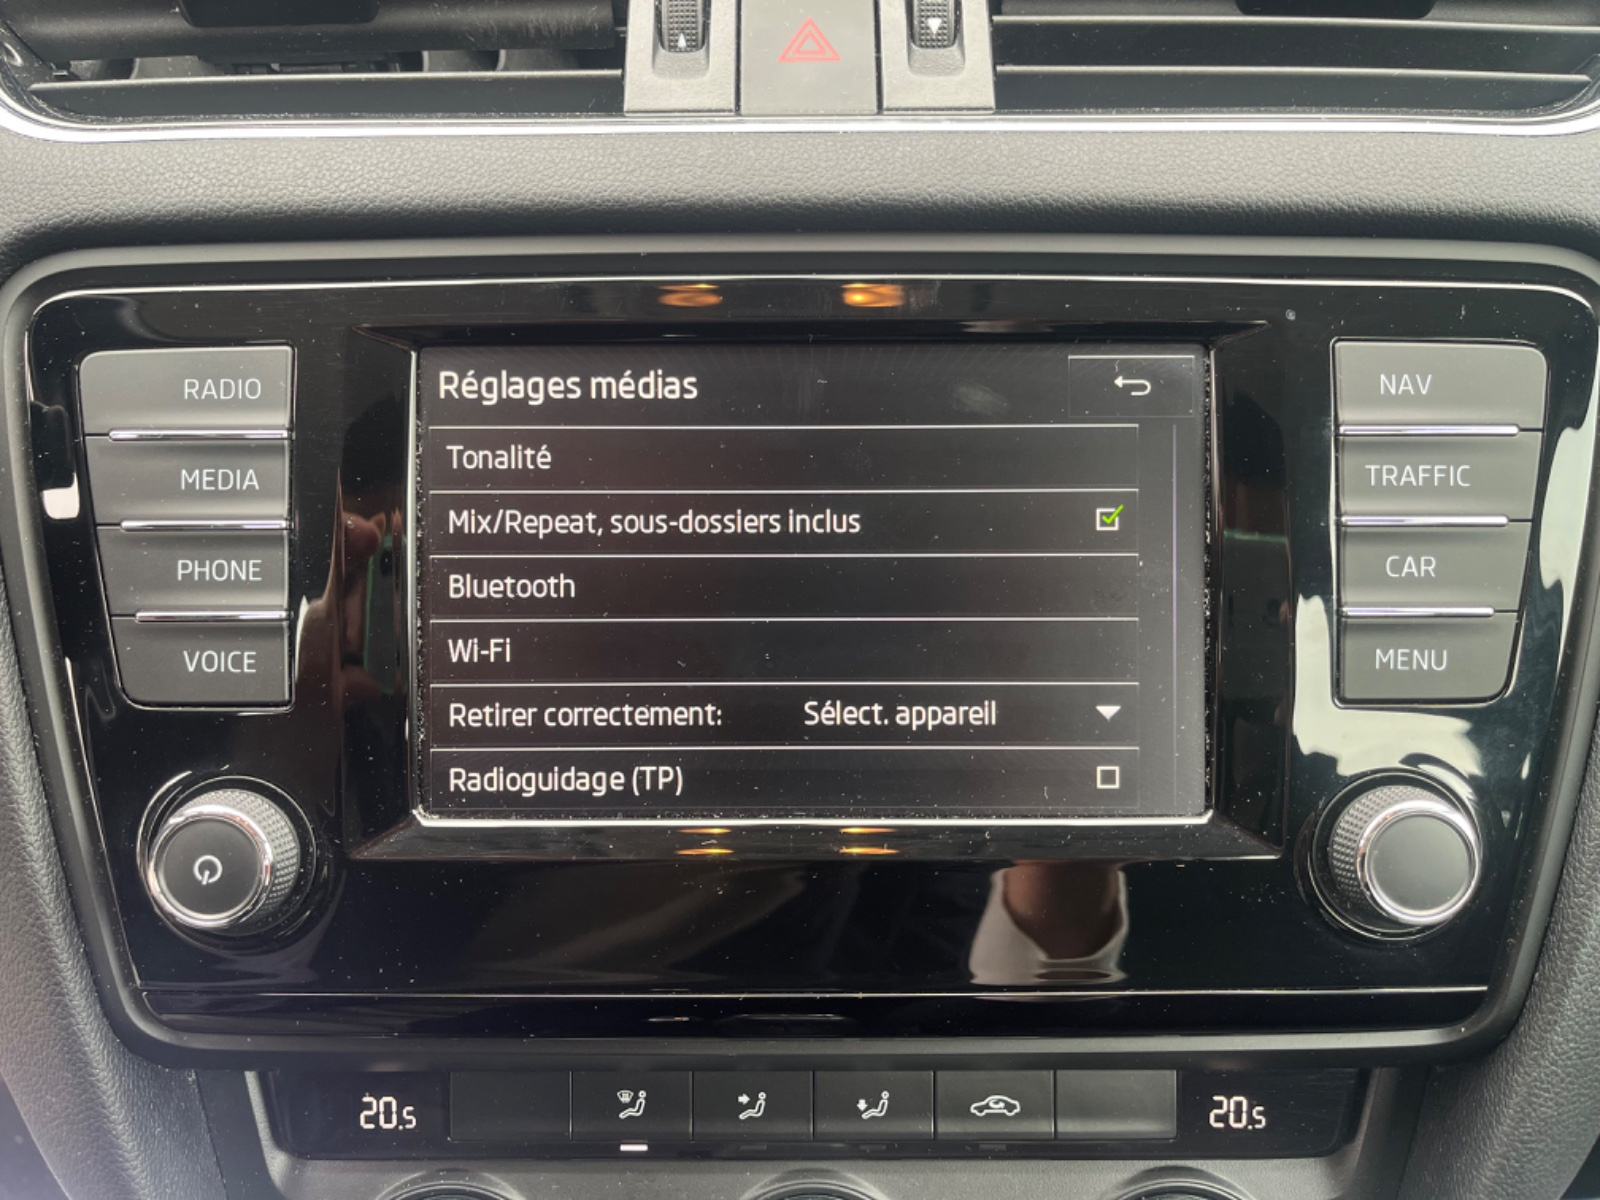 RADIO
MEDIA
PHONE
VOICE
Réglages médias
Tonalité
Mix/Repeat, sous-dossiers inclus
Bluetooth
Wi-Fi
Retirer correctement: Sélect. appareil
Radioguidage (TP)
NAV
TRAFFIC
CAR
MENU
20.5
20.5